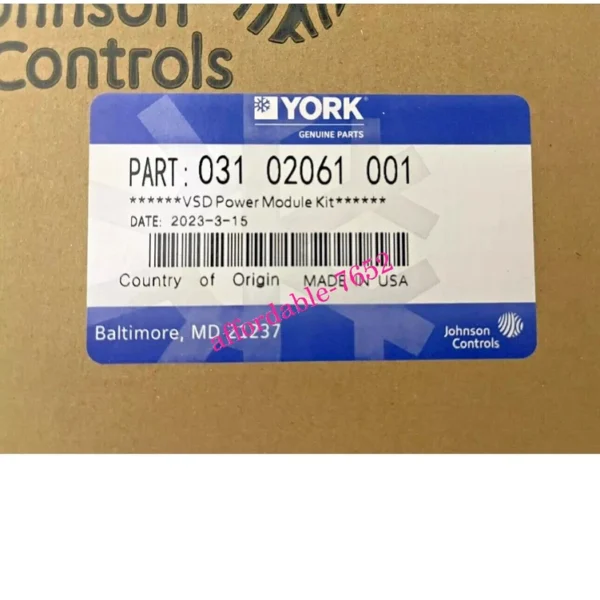 Johnson
Controls
YORK®
GENUINE PARTS
PART: 031 02061 001
******VSD Power Module Kit******
DATE: 2023-3-15
Country of Origin MADE IN USA
affordable-7652
Baltimore, MD 21237
Johnson
Controls